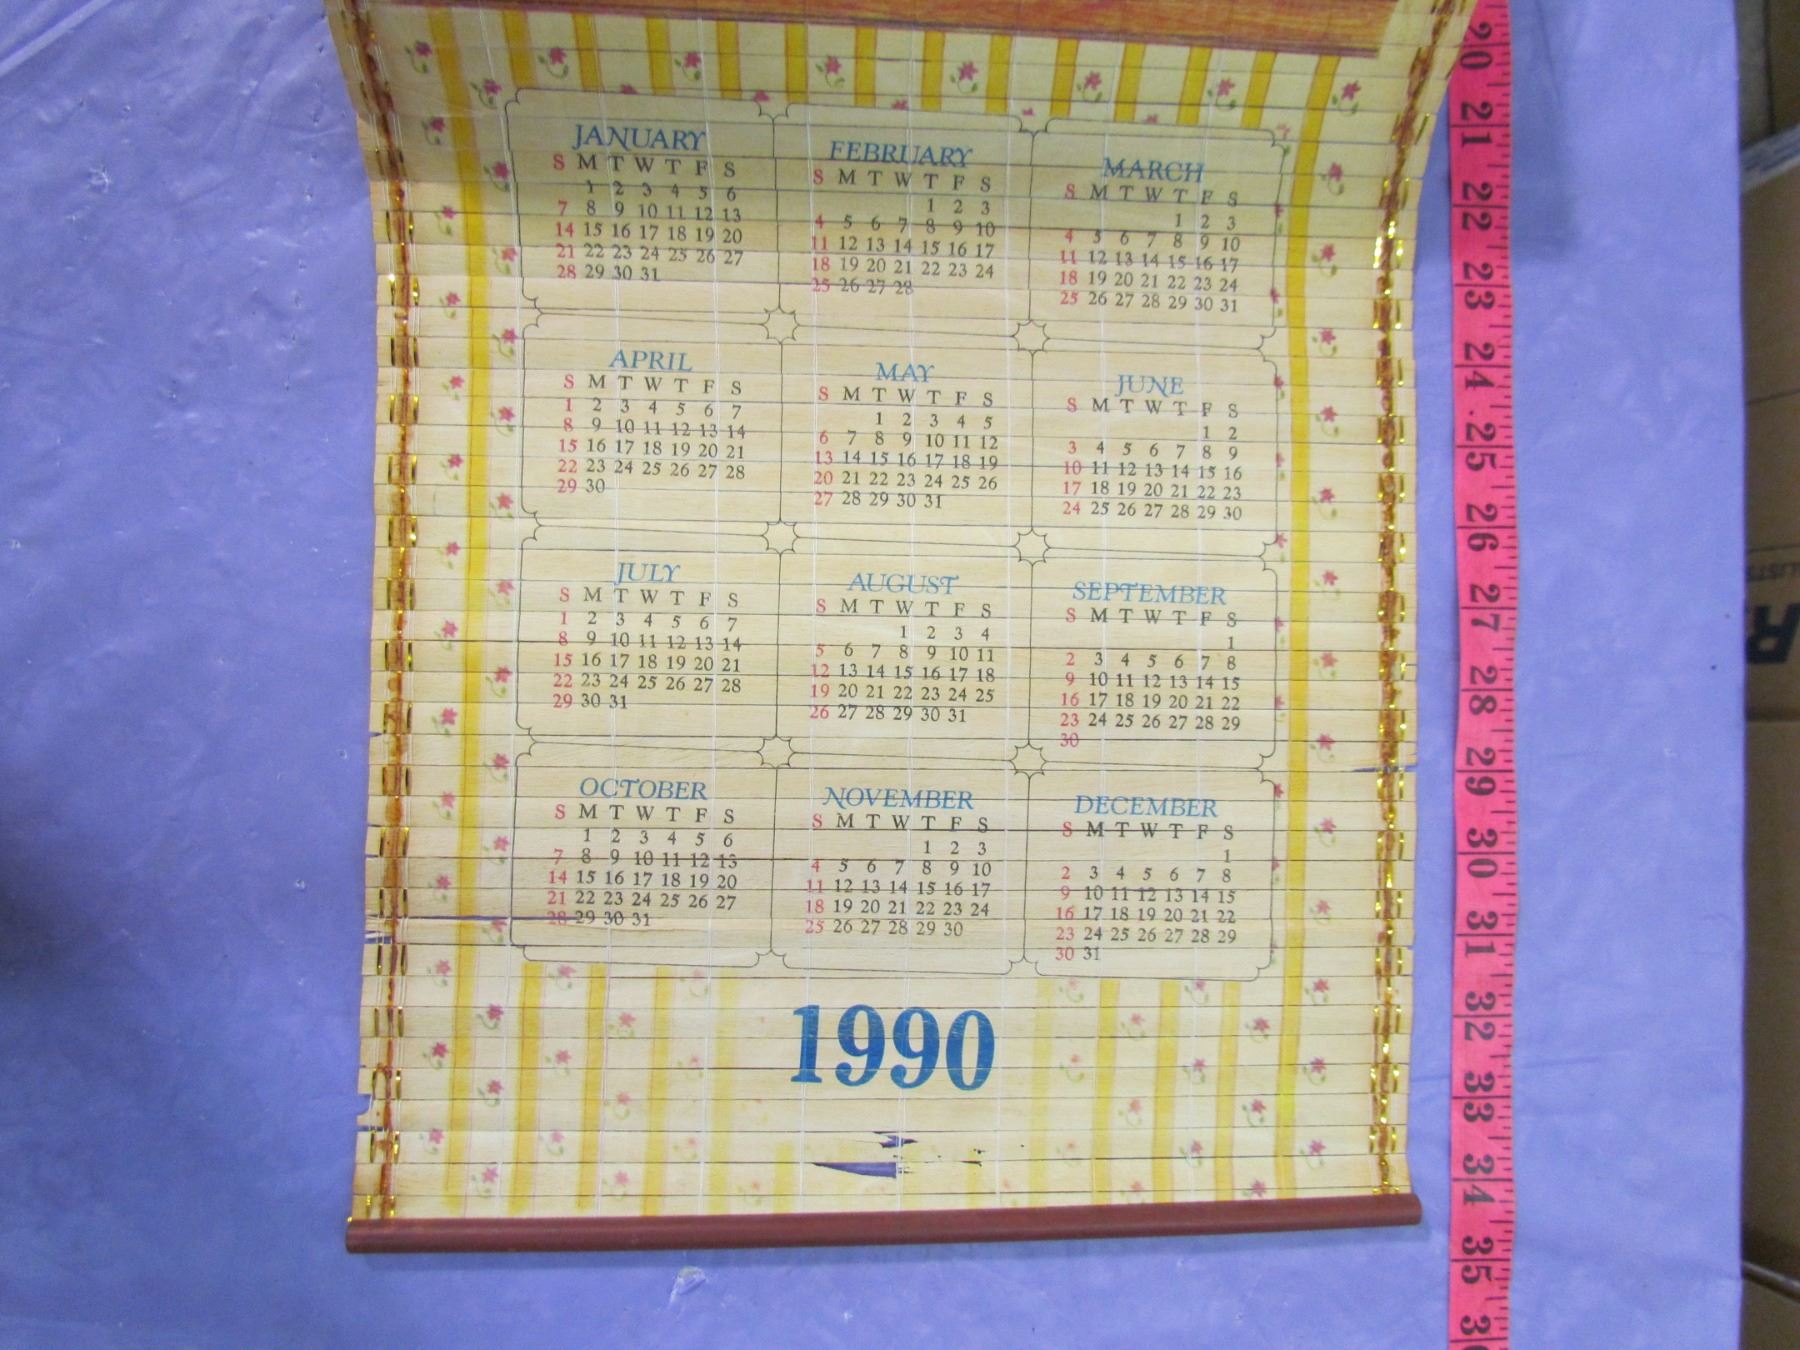 JANUARY
S M T W T F S
1 2 3 4 5 6
7 8 9 10 11 12 13
14 15 16 17 18 19 20
21 22 23 24 25 26 27
28 29 30 31
FEBRUARY
S M T W T F S
1 2 3
4 5 6 7 8 9 10
11 12 13 14 15 16 17
18 19 20 21 22 23 24
25 26 27 28
MARCH
S M T W T F S
1 2 3
4 5 6 7 8 9 10
11 12 13 14 15 16 17
18 19 20 21 22 23 24
25 26 27 28 29 30 31
APRIL
S M T W T F S
1 2 3 4 5 6 7
8 9 10 11 12 13 14
15 16 17 18 19 20 21
22 23 24 25 26 27 28
29 30
MAY
S M T W T F S
1 2 3 4 5
6 7 8 9 10 11 12
13 14 15 16 17 18 19
20 21 22 23 24 25 26
27 28 29 30 31
JUNE
S M T W T F S
1 2
3 4 5 6 7 8 9
10 11 12 13 14 15 16
17 18 19 20 21 22 23
24 25 26 27 28 29 30
JULY
S M T W T F S
1 2 3 4 5 6 7
8 9 10 11 12 13 14
15 16 17 18 19 20 21
22 23 24 25 26 27 28
29 30 31
AUGUST
S M T W T F S
1 2 3 4
5 6 7 8 9 10 11
12 13 14 15 16 17 18
19 20 21 22 23 24 25
26 27 28 29 30 31
SEPTEMBER
S M T W T F S
1
2 3 4 5 6 7 8
9 10 11 12 13 14 15
16 17 18 19 20 21 22
23 24 25 26 27 28 29
30
OCTOBER
S M T W T F S
1 2 3 4 5 6
7 8 9 10 11 12 13
14 15 16 17 18 19 20
21 22 23 24 25 26 27
28 29 30 31
NOVEMBER
S M T W T F S
1 2 3
4 5 6 7 8 9 10
11 12 13 14 15 16 17
18 19 20 21 22 23 24
25 26 27 28 29 30
DECEMBER
S M T W T F S
1
2 3 4 5 6 7 8
9 10 11 12 13 14 15
16 17 18 19 20 21 22
23 24 25 26 27 28 29
30 31
1990
20 21 22 23 24 25 26 27 28 29 30 31 32 33 34 35